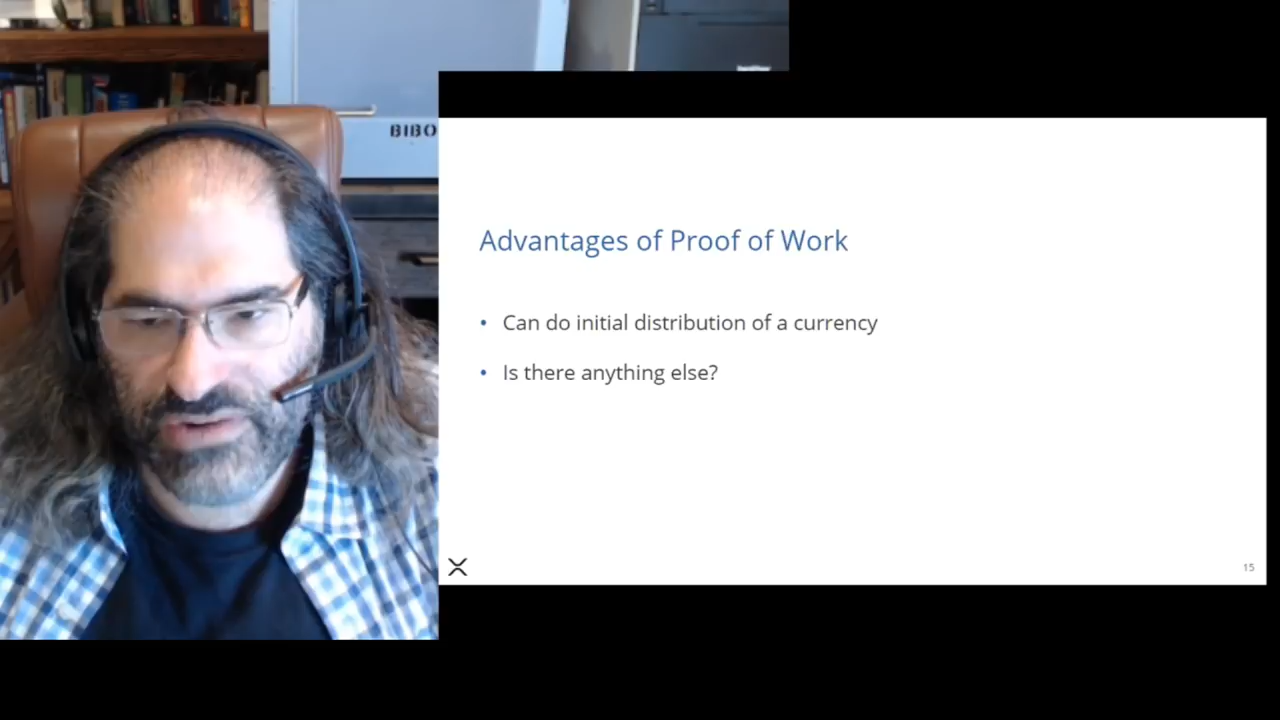 BIBO
Advantages of Proof of Work
• Can do initial distribution of a currency
• Is there anything else?
15